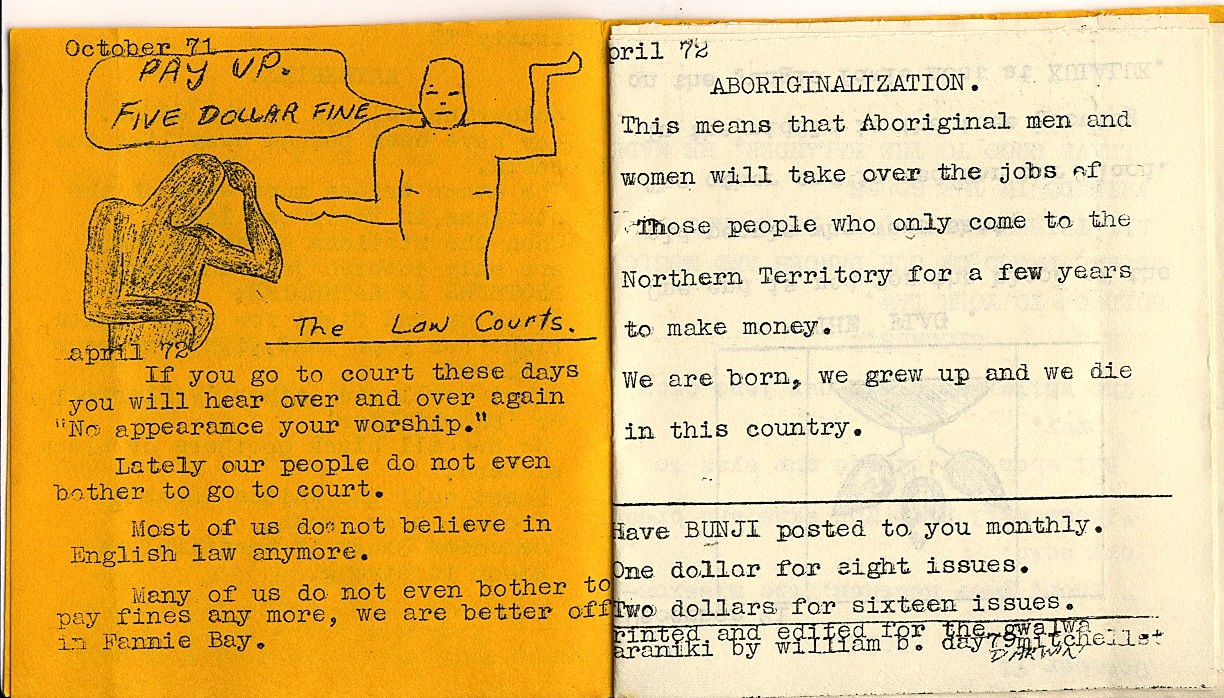 October 71
PAY UP.
FIVE DOLLAR FINE
The Law Courts.
april 72
If you go to court these days
you will hear over and over again
"No appearance your worship."
Lately our people do not even
bother to go to court.
Most of us do not believe in
English law anymore.
Many of us do not even bother to
pay fines any more, we are better off
in Fannie Bay.
pril 72
ABORIGINALIZATION.
This means that Aboriginal men and
women will take over the jobs of
Those people who only come to the
Northern Territory for a few years
to make money.
We are born, we grew up and we die
in this country.
Have BUNJI posted to you monthly.
One dollar for eight issues.
Two dollars for sixteen issues.
rinted and edited for the gwalwa
araniki by william b. day 79mitchellst
DARWIN